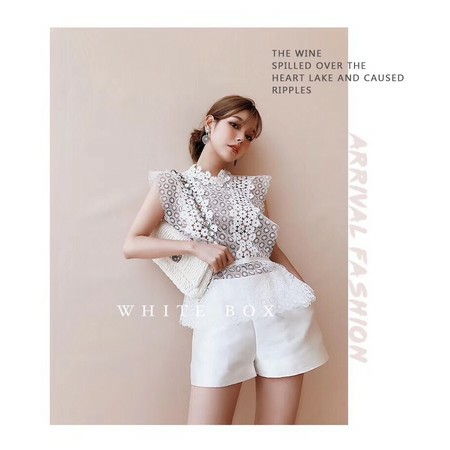 THE WINE
SPILLED OVER THE
HEART LAKE AND CAUSED
RIPPLES
ARRIVAL FASHION
WHITE BOX